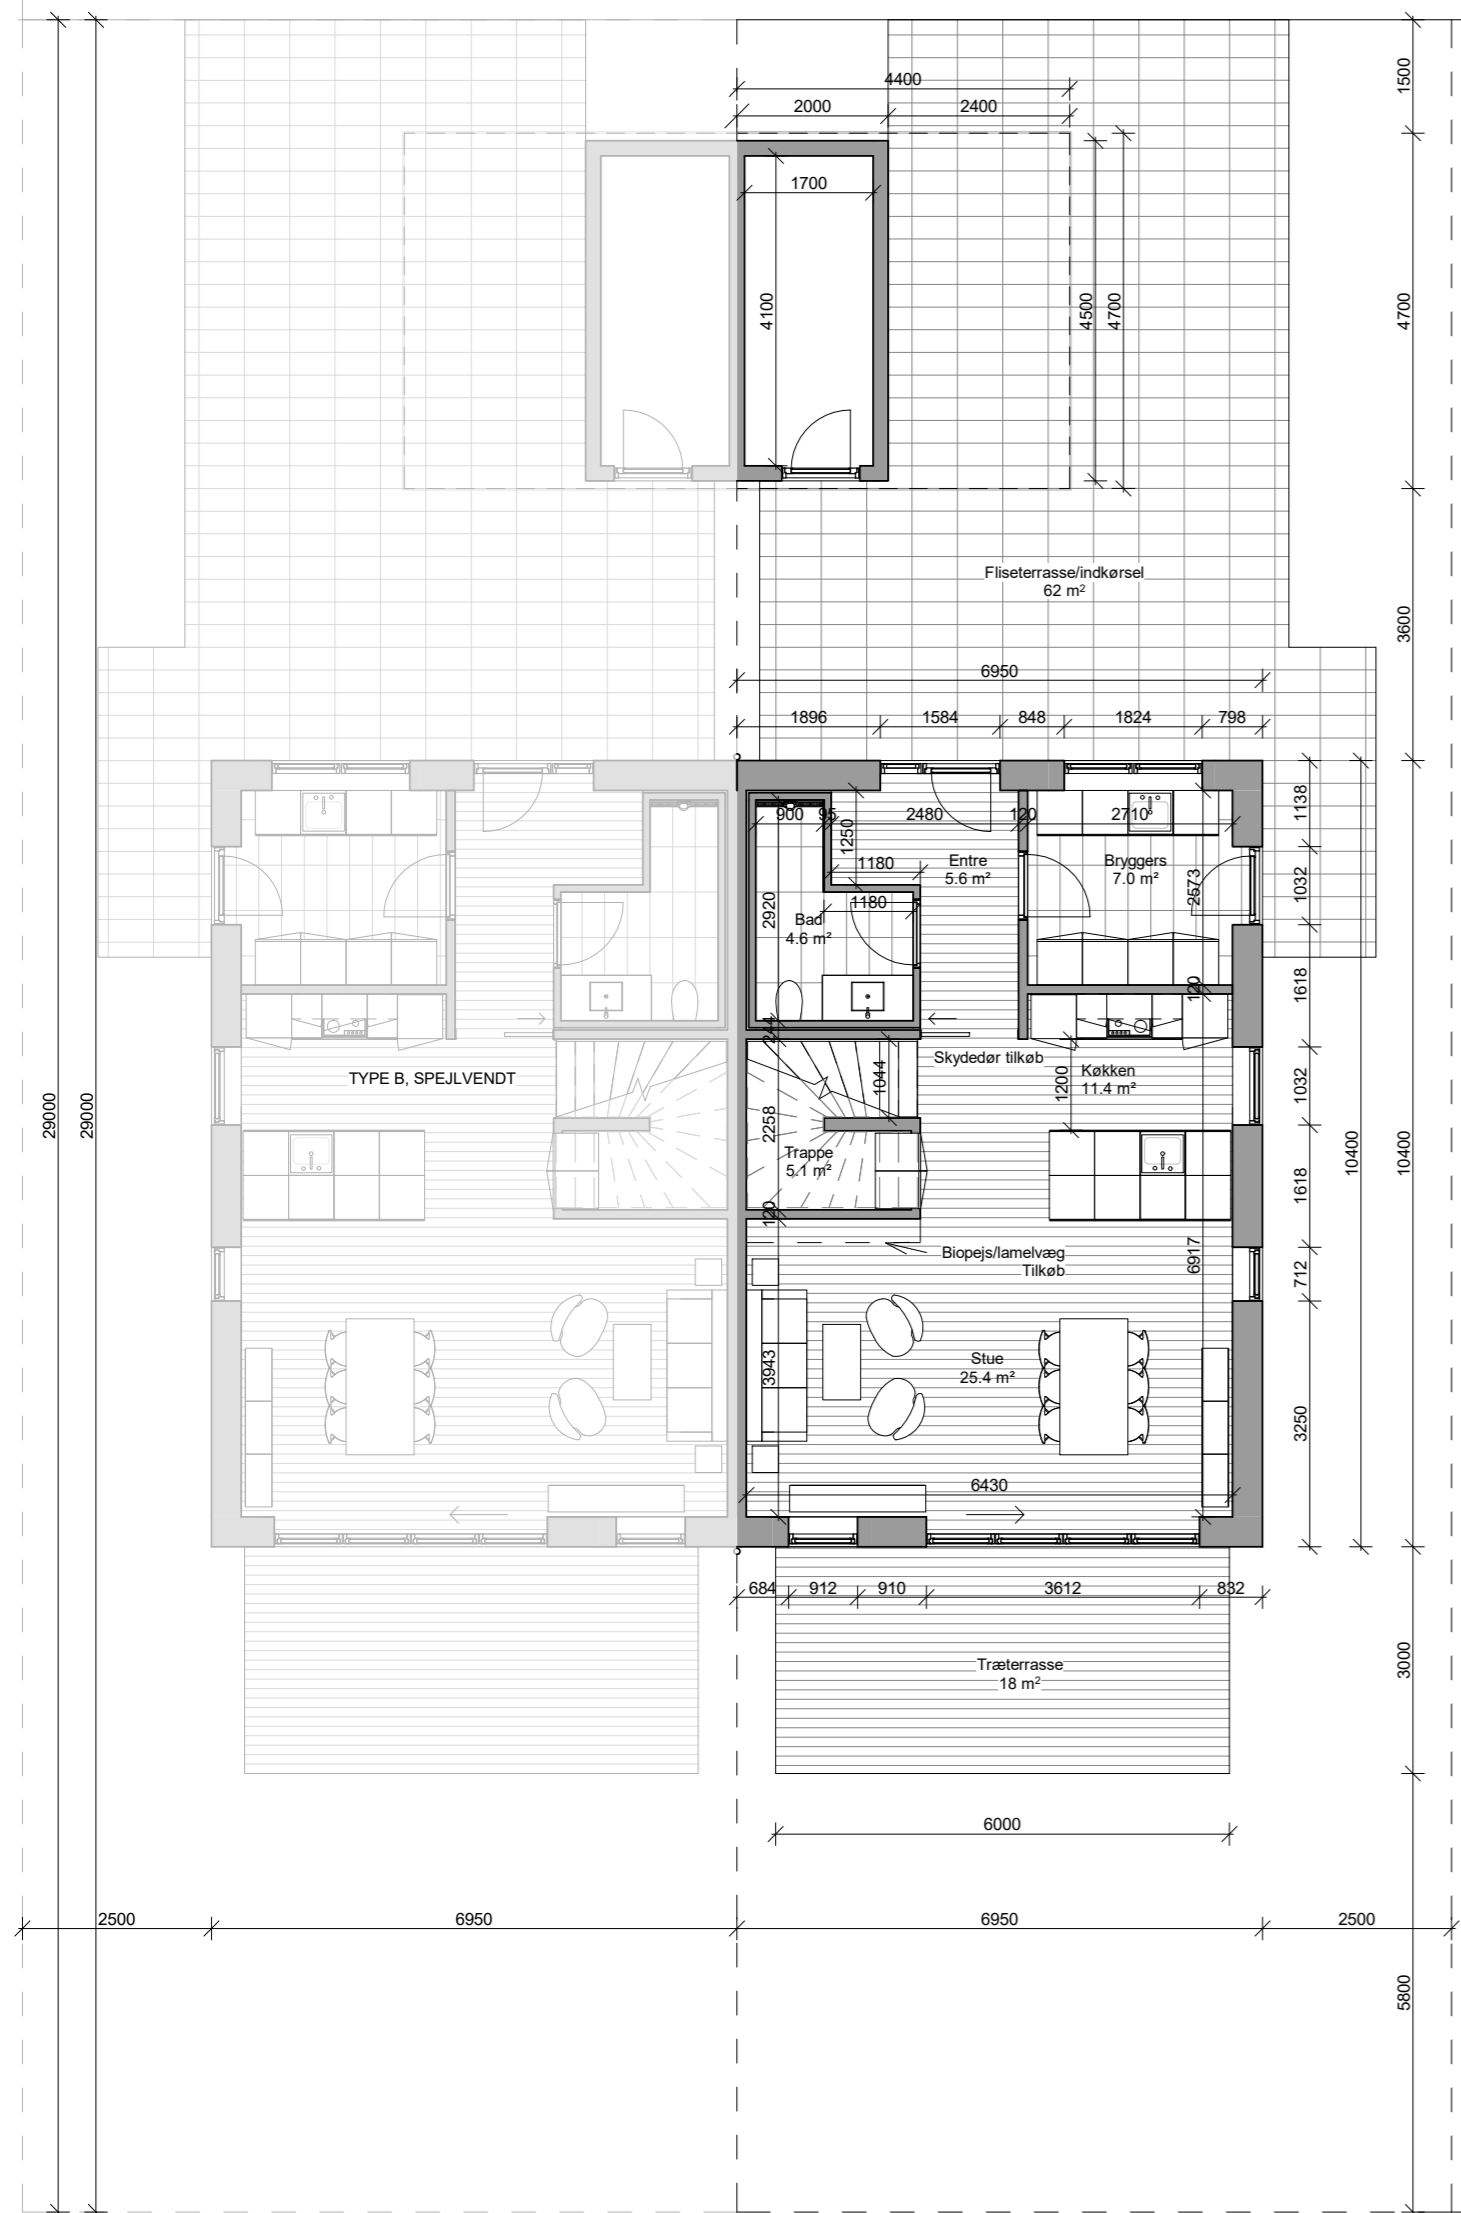 4400
2000
2400
1500
1700
4100
4500
4700
4700
Fliseterrasse/indkørsel
62 m²
3600
6950
1896
1584
848
1824
798
900
95
2480
120
2710
1138
1250
1180
Entre
5.6 m²
Bryggers
7.0 m²
2573
1032
2920
1180
Bad
4.6 m²
120
1618
244
1044
Skydedør tilkøb
TYPE B, SPEJLVENDT
1200
Køkken
11.4 m²
1032
29000
29000
2258
Trappe
5.1 m²
10400
10400
1618
120
Biopejs/lamelvæg
Tilkøb
6917
712
3943
Stue
25.4 m²
3250
6430
684
912
910
3612
832
Træterrasse
18 m²
3000
6000
2500
6950
6950
2500
5800